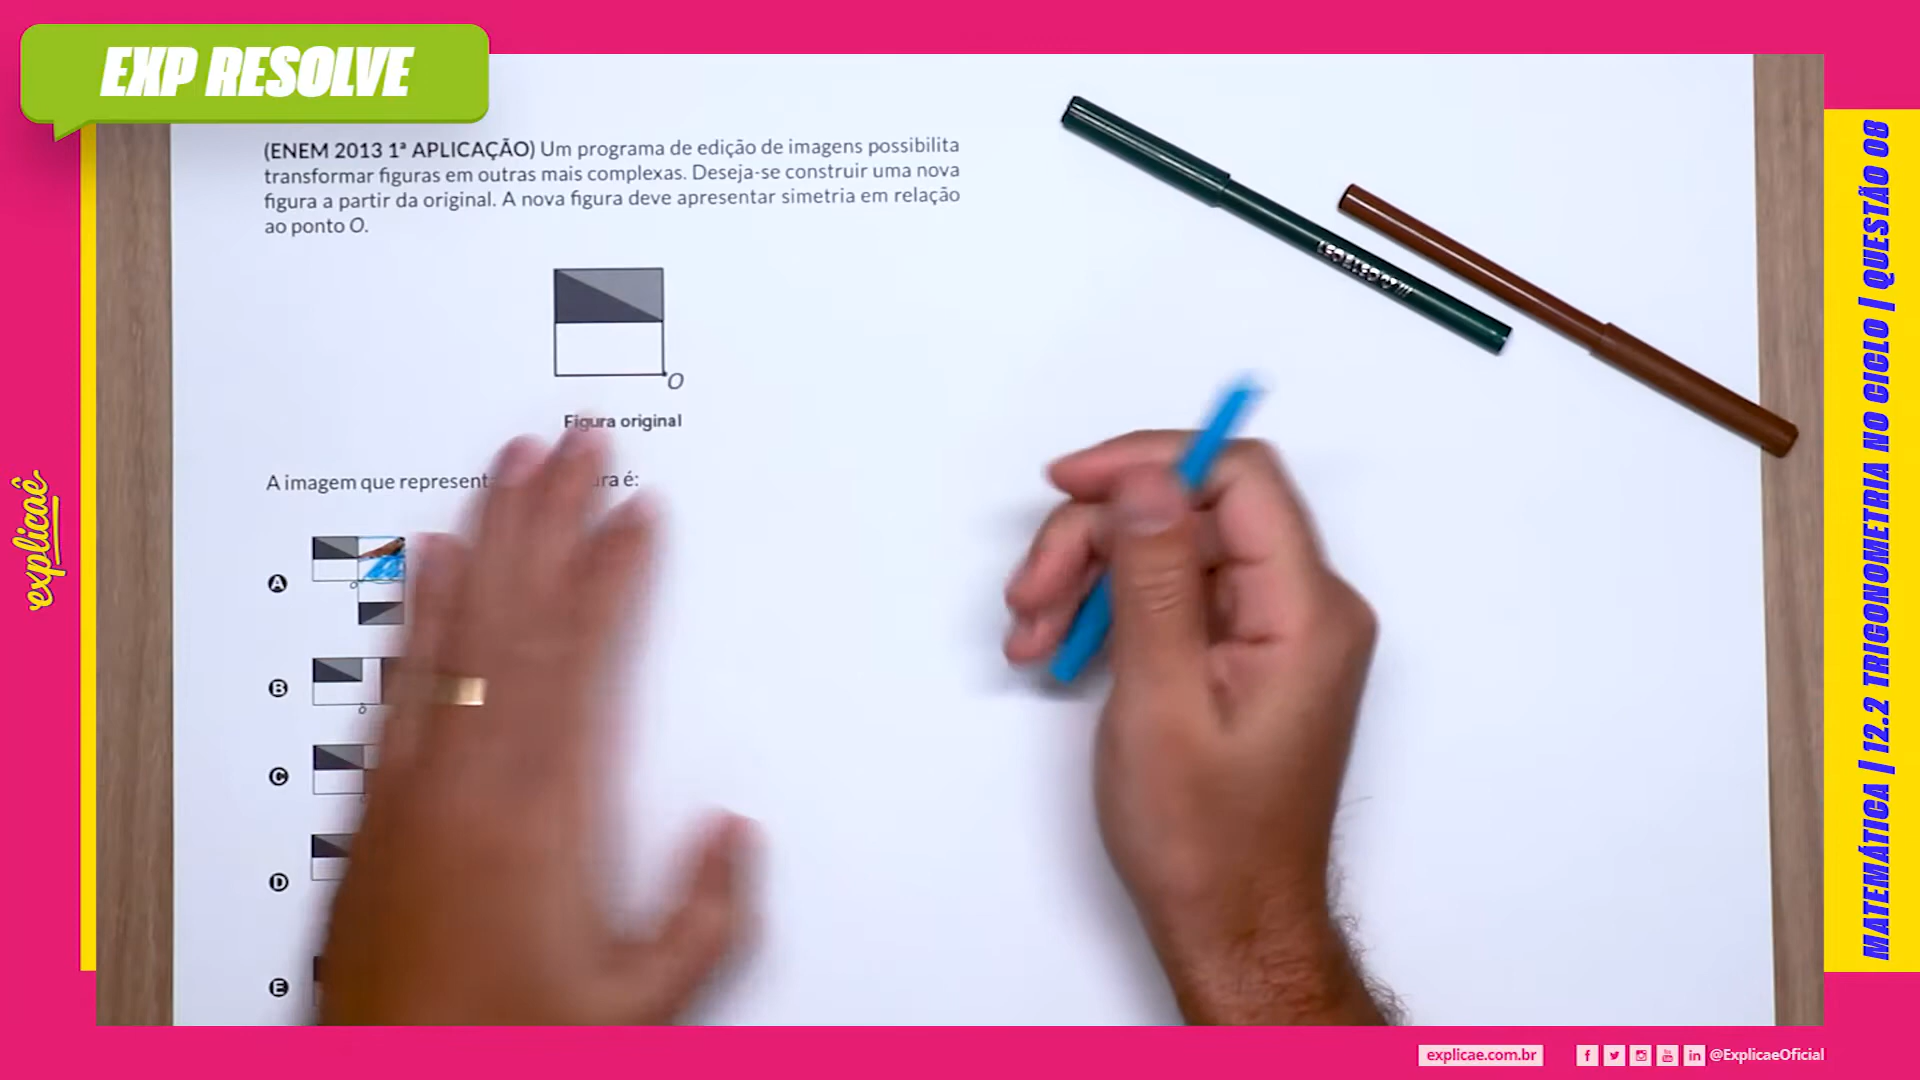 EXP RESOLVE
(ENEM 2013 1ª APLICAÇÃO) Um programa de edição de imagens possibilita
transformar figuras em outras mais complexas. Deseja-se construir uma nova
figura a partir da original. A nova figura deve apresentar simetria em relação
ao ponto O.
O
Figura original
A imagem que represent ra é:
A
O
B
O
C
D
E
explicaê
MATEMÁTICA | 12.2 TRIGONOMETRIA NO CICLO | QUESTÃO 08
LEO&LEO
explicae.com.br
@ExplicaeOficial